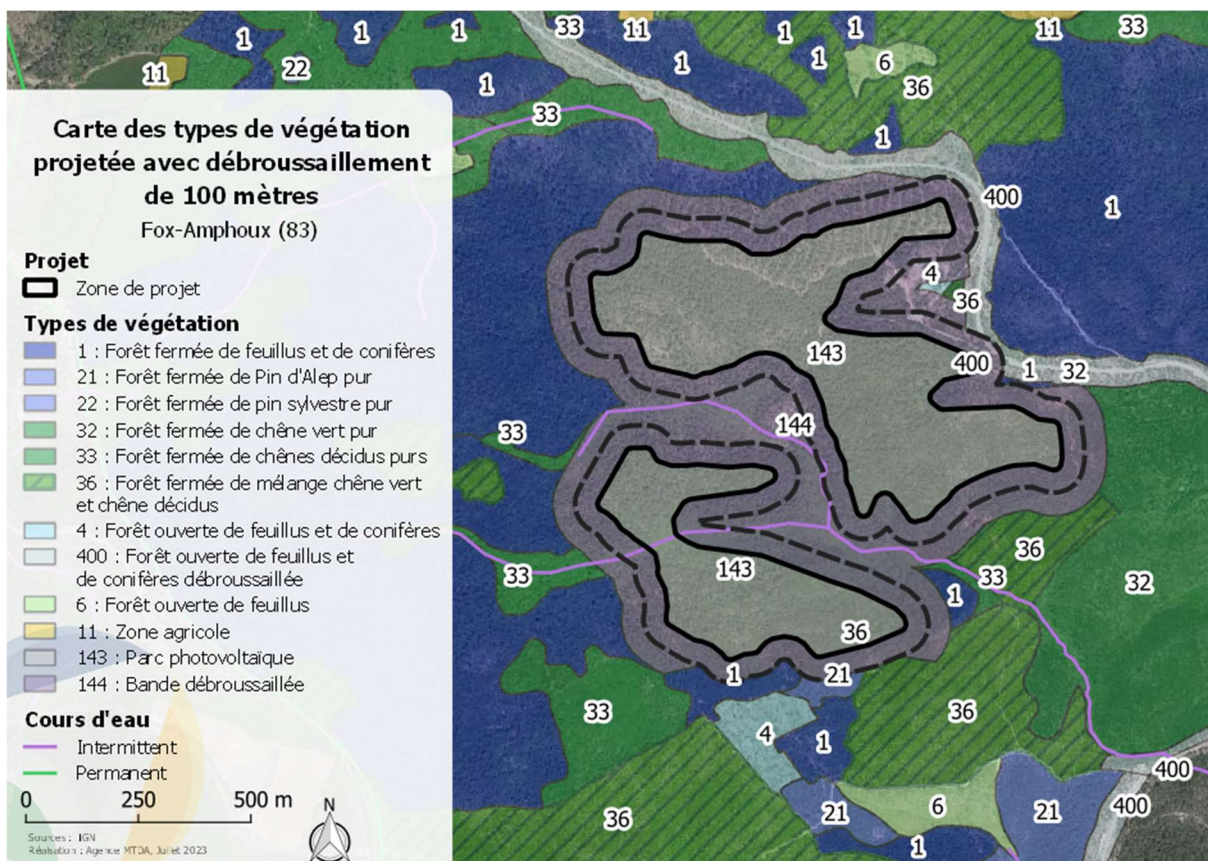 Carte des types de végétation
projetée avec débroussaillement
de 100 mètres
Fox-Amphoux (83)
Projet
Zone de projet
Types de végétation
1 : Forêt fermée de feuillus et de conifères
21 : Forêt fermée de Pin d'Alep pur
22 : Forêt fermée de pin sylvestre pur
32 : Forêt fermée de chêne vert pur
33 : Forêt fermée de chênes décidus purs
36 : Forêt fermée de mélange chêne vert
et chêne décidus
4 : Forêt ouverte de feuillus et de conifères
400 : Forêt ouverte de feuillus et
de conifères débroussaillée
6 : Forêt ouverte de feuillus
11 : Zone agricole
143 : Parc photovoltaïque
144 : Bande débroussaillée
Cours d'eau
Intermittent
Permanent
0 250 500 m
N
Sources : IGN
Réalisation : Agence MTDA, Juillet 2023
1 1 1 33 11 1 1 11 33
11 22 1 1 1 6 36
33 1
400 1
4
36
143 400 1 32
33 144
33 143 33 36 32
1
36
1 21
33 4 1 36
400
36 21 6 21 400
1